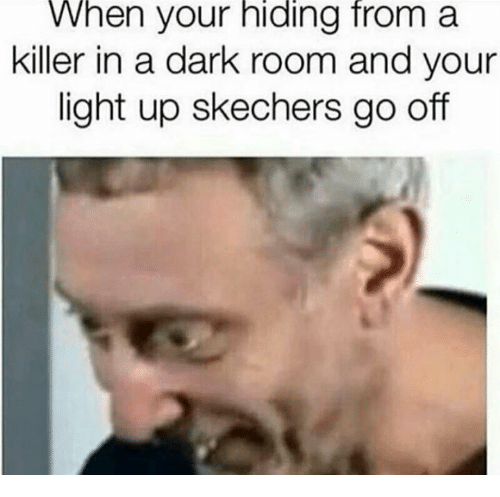 When your hiding from a
killer in a dark room and your
light up skechers go off